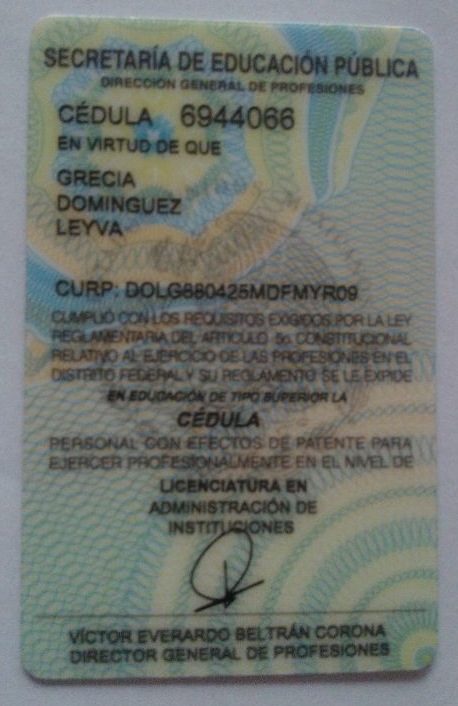 SECRETARÍA DE EDUCACIÓN PÚBLICA
DIRECCIÓN GENERAL DE PROFESIONES
CÉDULA 6944066
EN VIRTUD DE QUE
GRECIA
DOMINGUEZ
LEYVA
CURP: DOLG880425MDFMYR09
CUMPLIÓ CON LOS REQUISITOS EXIGIDOS POR LA LEY
REGLAMENTARIA DEL ARTÍCULO 5o. CONSTITUCIONAL
RELATIVO AL EJERCICIO DE LAS PROFESIONES EN EL
DISTRITO FEDERAL Y SU REGLAMENTO SE LE EXPIDE
EN EDUCACIÓN DE TIPO SUPERIOR LA
CÉDULA
PERSONAL CON EFECTOS DE PATENTE PARA
EJERCER PROFESIONALMENTE EN EL NIVEL DE
LICENCIATURA EN
ADMINISTRACIÓN DE
INSTITUCIONES
VÍCTOR EVERARDO BELTRÁN CORONA
DIRECTOR GENERAL DE PROFESIONES